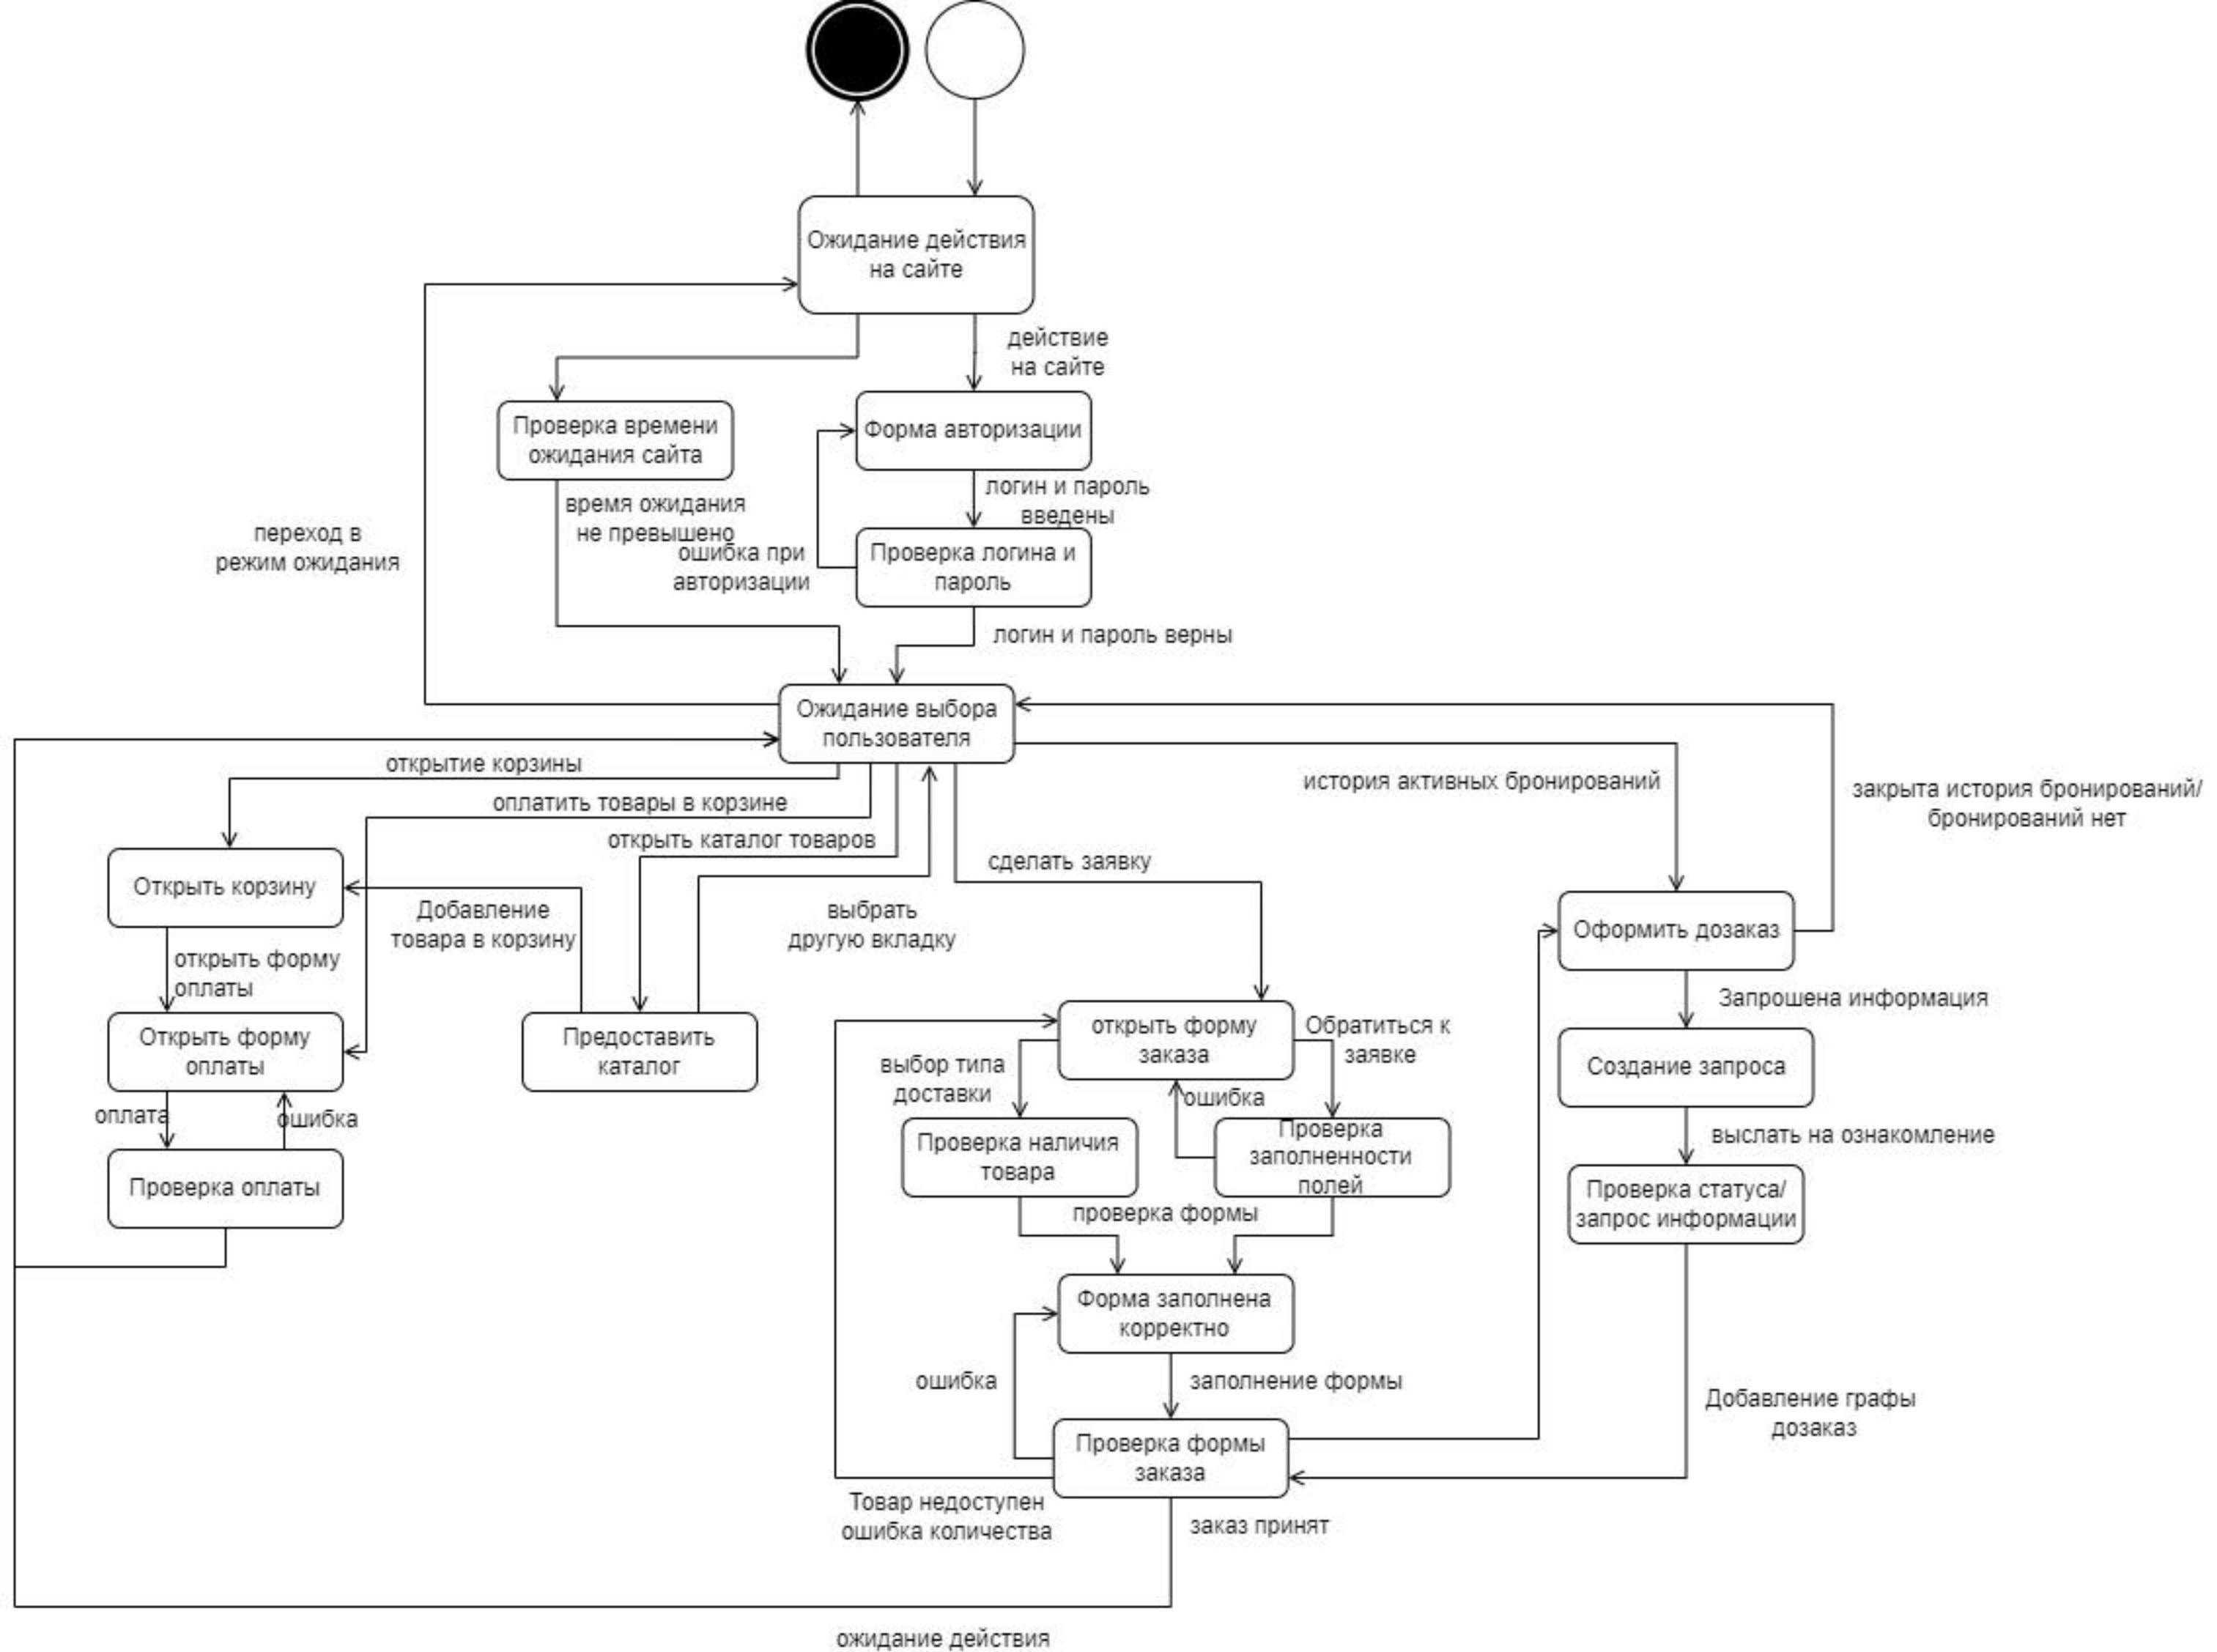 Ожидание действия
на сайте
действие
на сайте
Проверка времени
ожидания сайта
Форма авторизации
время ожидания
не превышено
логин и пароль
введены
переход в
режим ожидания
ошибка при
авторизации
Проверка логина и
пароль
логин и пароль верны
Ожидание выбора
пользователя
открытие корзины
оплатить товары в корзине
открыть каталог товаров
история активных бронирований
закрыта история бронирований/
бронирований нет
сделать заявку
Открыть корзину
Добавление
товара в корзину
выбрать
другую вкладку
Оформить дозаказ
открыть форму
оплаты
Запрошена информация
Открыть форму
оплаты
Предоставить
каталог
открыть форму
заказа
Обратиться к
заявке
выбор типа
доставки
Создание запроса
оплата
ошибка
ошибка
Проверка наличия
товара
Проверка
заполненности
полей
выслать на ознакомление
Проверка оплаты
Проверка статуса/
запрос информации
проверка формы
Форма заполнена
корректно
ошибка
заполнение формы
Добавление графы
дозаказ
Проверка формы
заказа
Товар недоступен
ошибка количества
заказ принят
ожидание действия